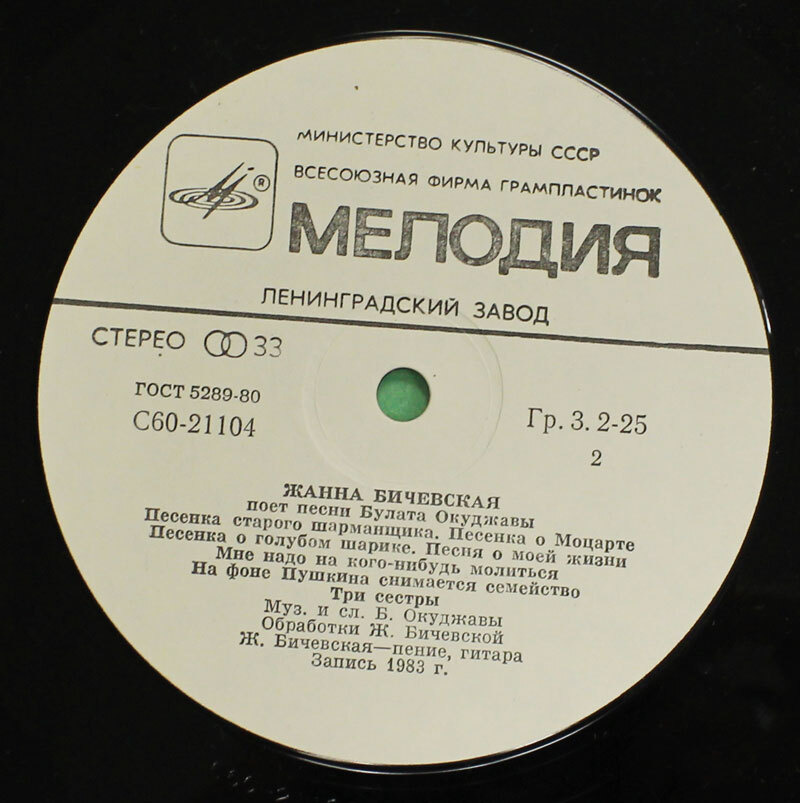 МИНИСТЕРСТВО КУЛЬТУРЫ СССР
ВСЕСОЮЗНАЯ ФИРМА ГРАМПЛАСТИНОК
®
МЕЛОДИЯ
ЛЕНИНГРАДСКИЙ ЗАВОД
СТЕРЕО 33
ГОСТ 5289-80
С60-21104
Гр. 3. 2-25
2
ЖАННА БИЧЕВСКАЯ
поет песни Булата Окуджавы
Песенка старого шарманщика. Песенка о Моцарте
Песенка о голубом шарике. Песня о моей жизни
Мне надо на кого-нибудь молиться
На фоне Пушкина снимается семейство
Три сестры
Муз. и сл. Б. Окуджавы
Обработки Ж. Бичевской
Ж. Бичевская—пение, гитара
Запись 1983 г.